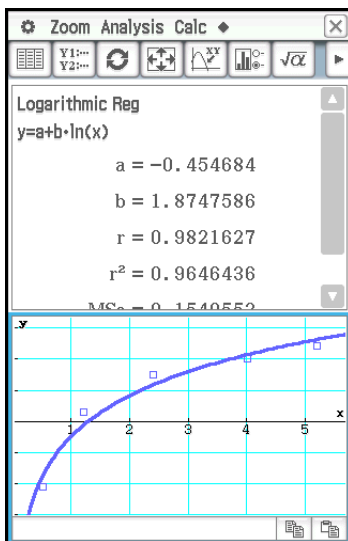 Zoom Analysis Calc ◆
Y1:··· XY √α
Y2:···
Logarithmic Reg
y=a+b·ln(x)
a = −0.454684
b = 1.8747586
r = 0.9821627
r² = 0.9646436
y
x
1 2 3 4 5